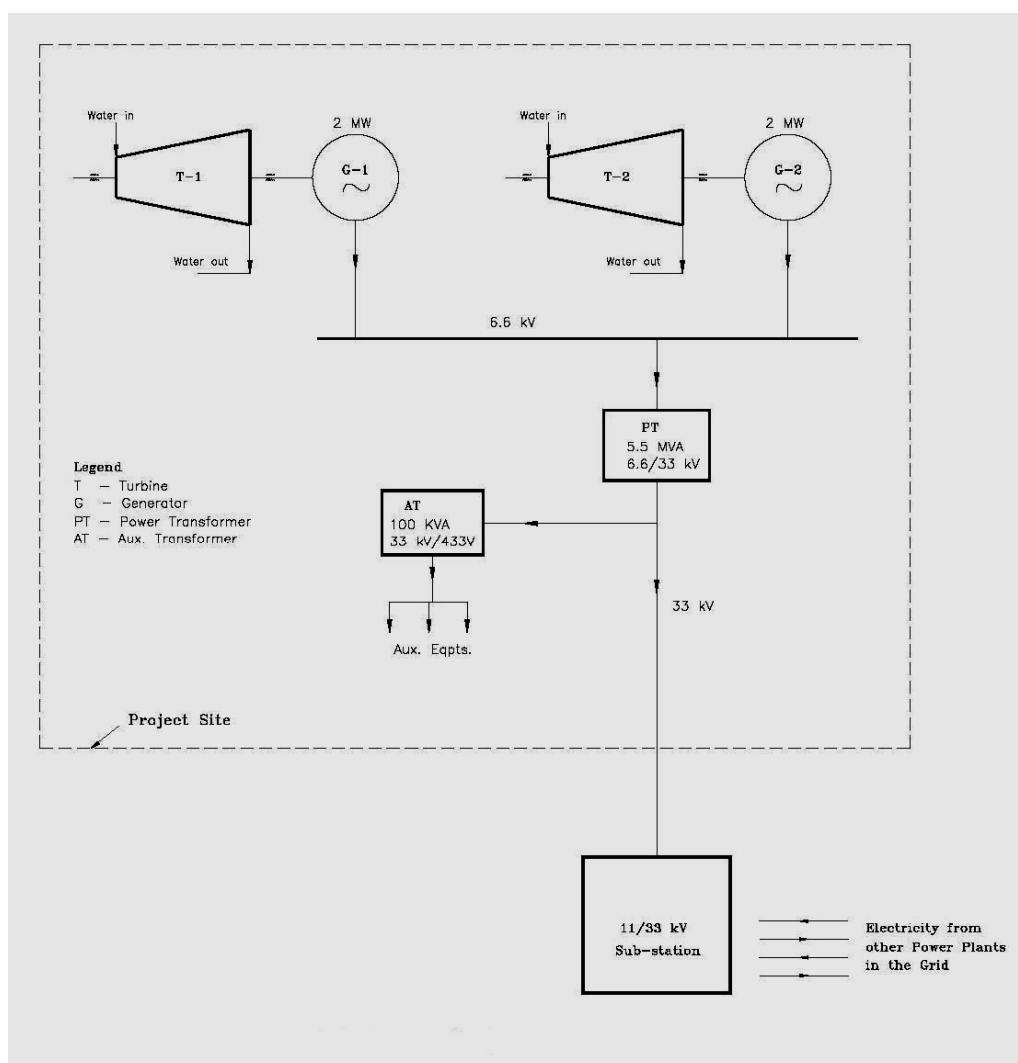 Water in
2 MW
T-1
G-1
Water out
Water in
2 MW
T-2
G-2
Water out
6.6 kV
PT
5.5 MVA
6.6/33 kV
Legend
T – Turbine
G – Generator
PT – Power Transformer
AT – Aux. Transformer
AT
100 KVA
33 kV/433V
33 kV
Aux. Eqpts.
Project Site
11/33 kV
Sub-station
Electricity from
other Power Plants
in the Grid